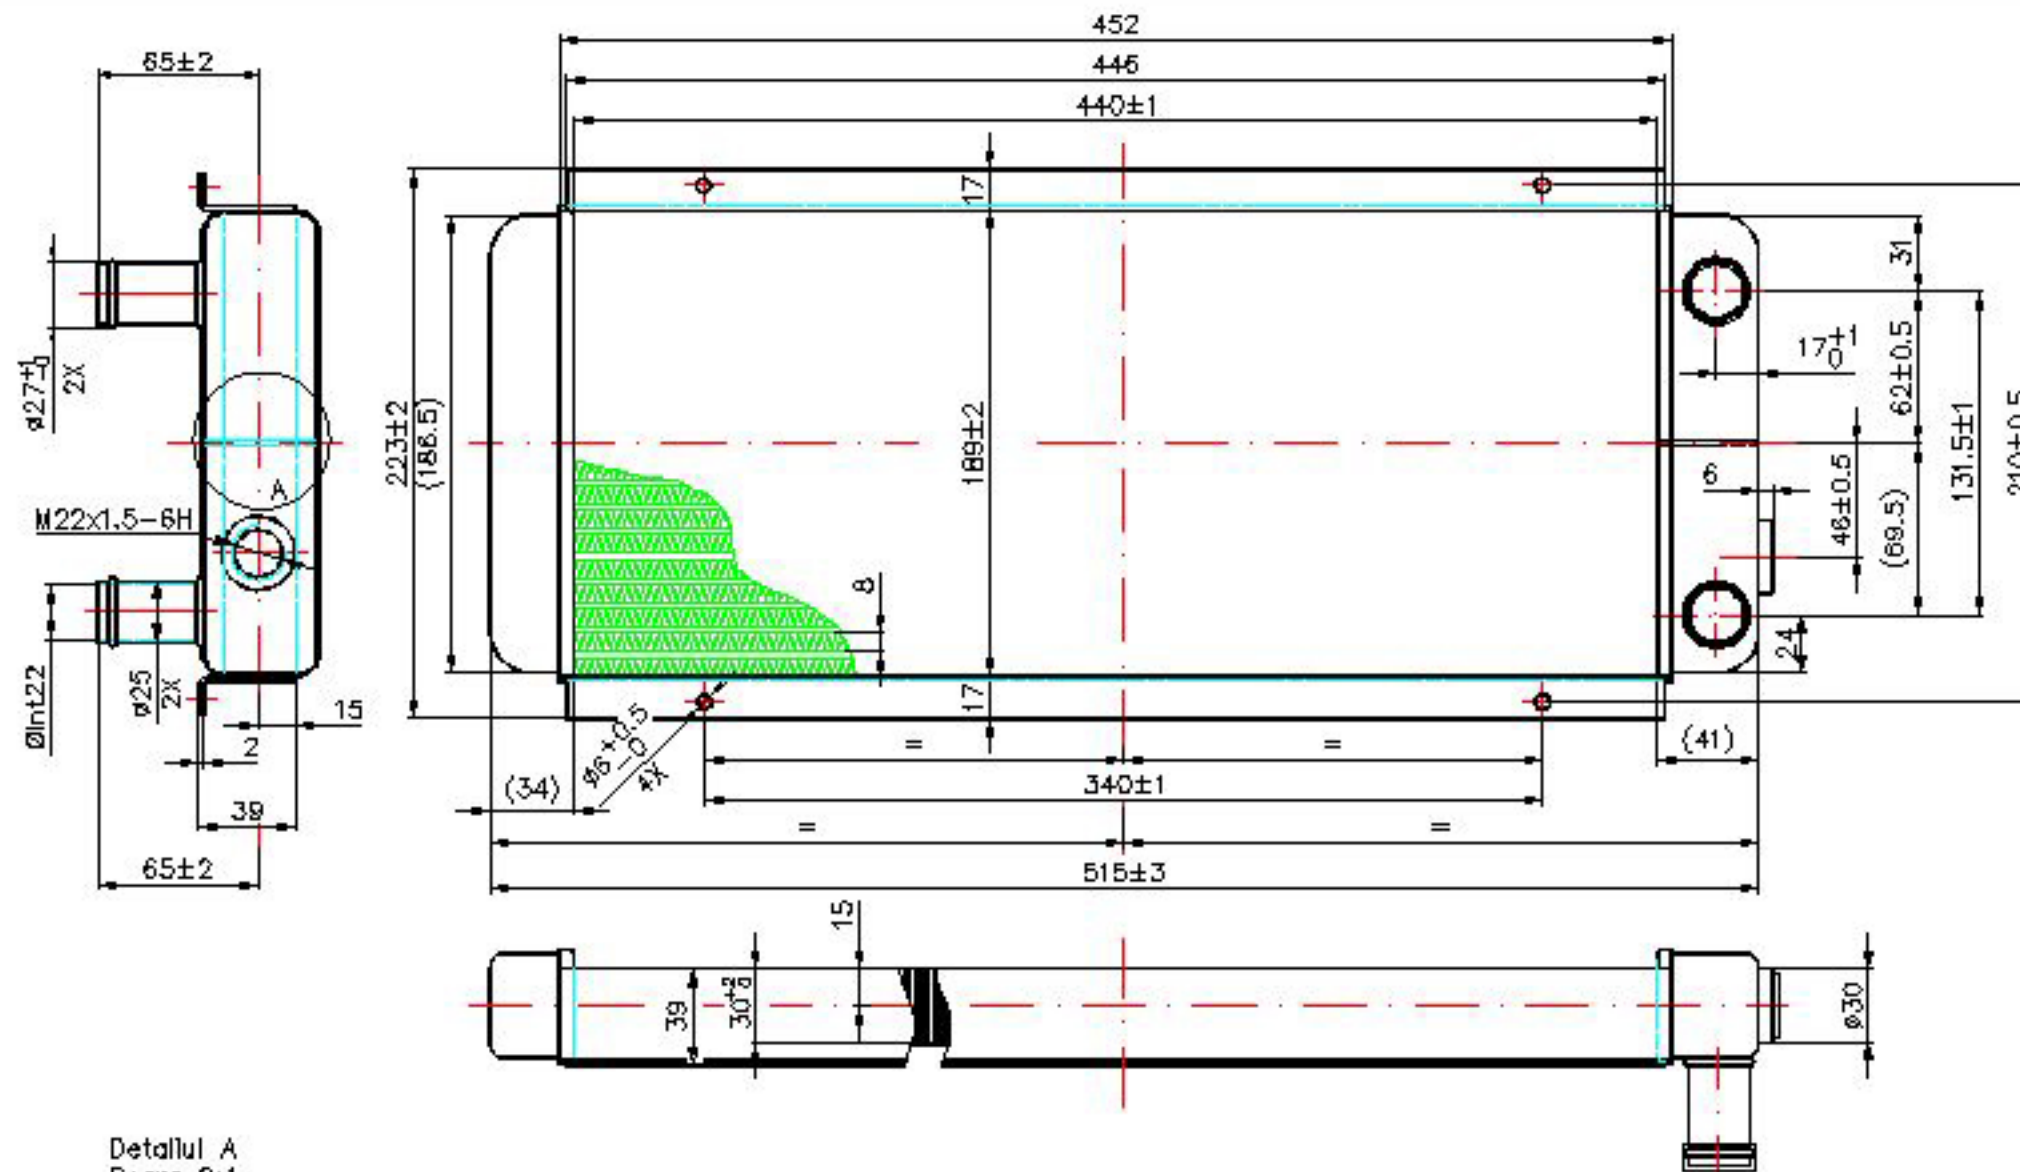 452
446
440±1
65±2
17
31
17 +1 0
62±0.5
ø27 +1 -0
2X
223±2
(186.5)
189±2
131.5±1
210±0.5
A
M22x1.5-6H
6
46±0.5
(69.5)
8
24
ØInt22
ø25
2X
15
2
39
65±2
17
Ø6 +0.5 -0
4X
(34)
=
=
(41)
340±1
=
=
515±3
15
39
30 +2 -0
ø30
Detaliul A